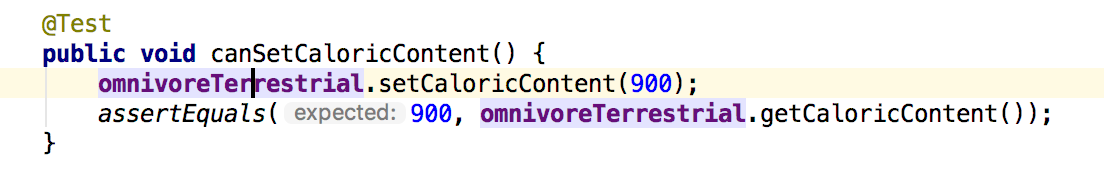 @Test
public void canSetCaloricContent() {
omnivoreTerrestrial.setCaloricContent(900);
assertEquals( expected: 900, omnivoreTerrestrial.getCaloricContent());
}